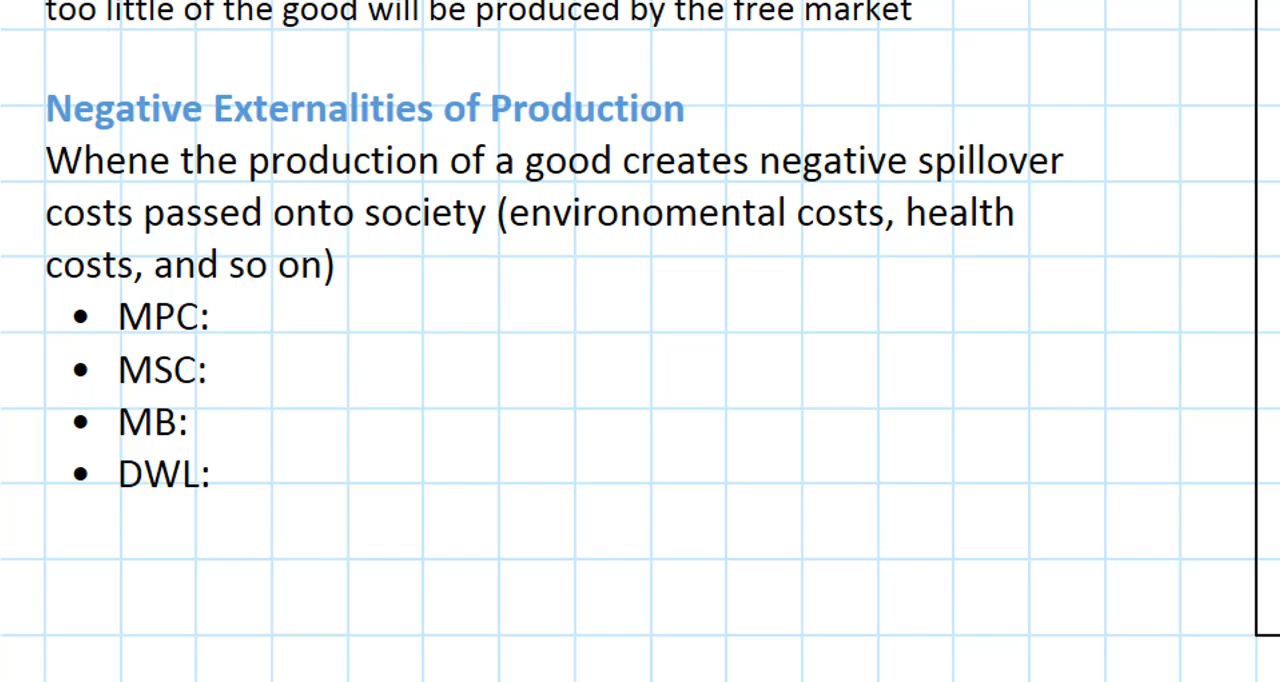 too little of the good will be produced by the free market
Negative Externalities of Production
Whene the production of a good creates negative spillover
costs passed onto society (environomental costs, health
costs, and so on)
• MPC:
• MSC:
• MB:
• DWL: